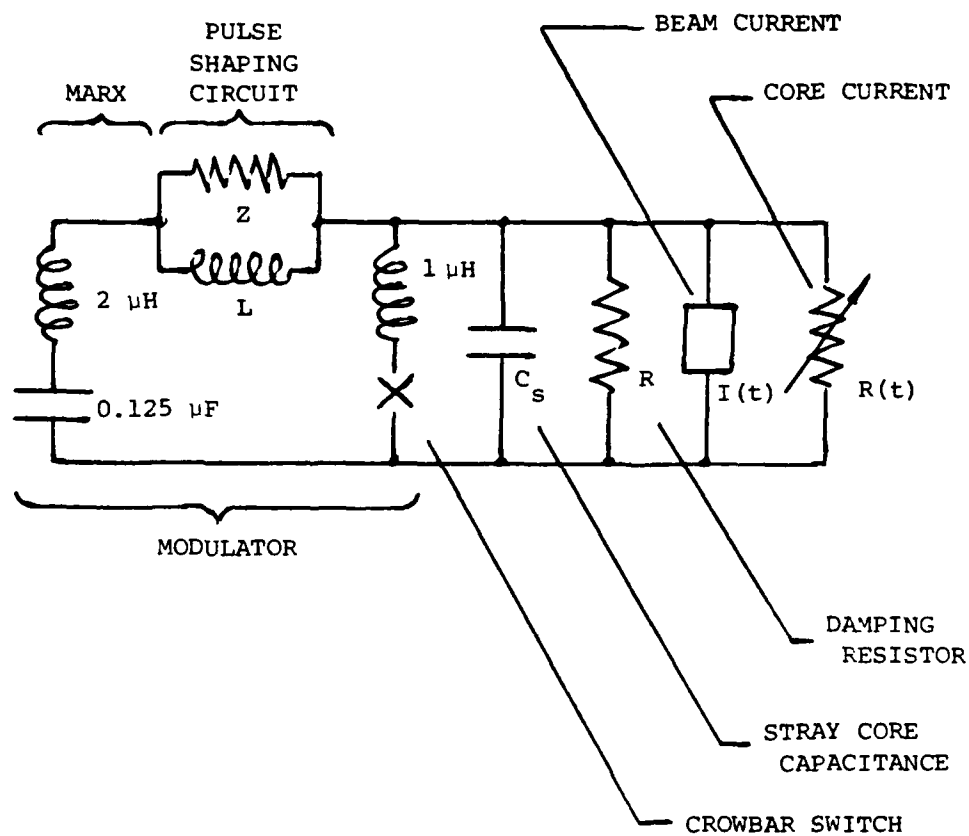 BEAM CURRENT
PULSE
SHAPING
CIRCUIT
MARX
CORE CURRENT
Z
L
2 µH
1 µH
0.125 µF
C_s
R
I(t)
R(t)
MODULATOR
DAMPING
RESISTOR
STRAY CORE
CAPACITANCE
CROWBAR SWITCH